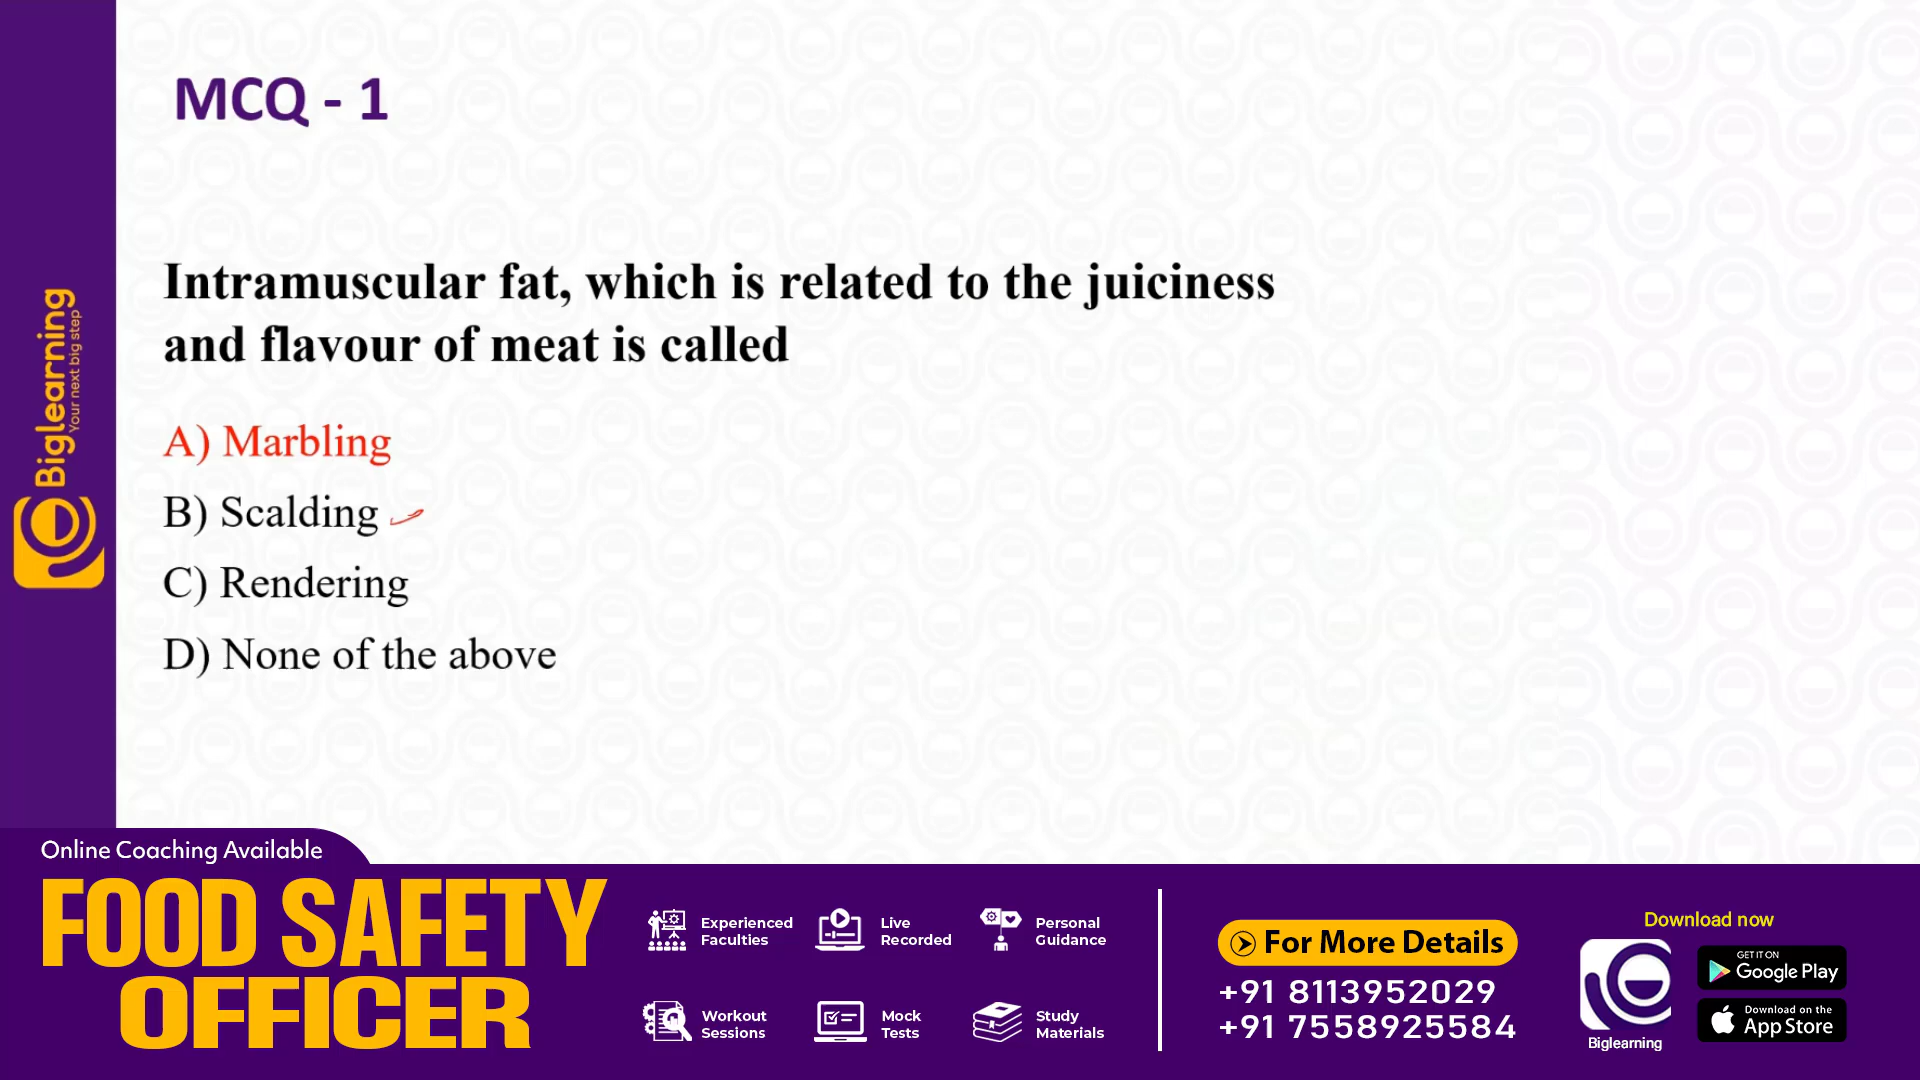 MCQ - 1
Intramuscular fat, which is related to the juiciness
and flavour of meat is called
A) Marbling
B) Scalding
C) Rendering
D) None of the above
Biglearning
Your next big step
Online Coaching Available
FOOD SAFETY
OFFICER
Experienced
Faculties
Live
Recorded
Personal
Guidance
Workout
Sessions
Mock
Tests
Study
Materials
For More Details
+91 8113952029
+91 7558925584
Download now
Biglearning
GET IT ON
Google Play
Download on the
App Store